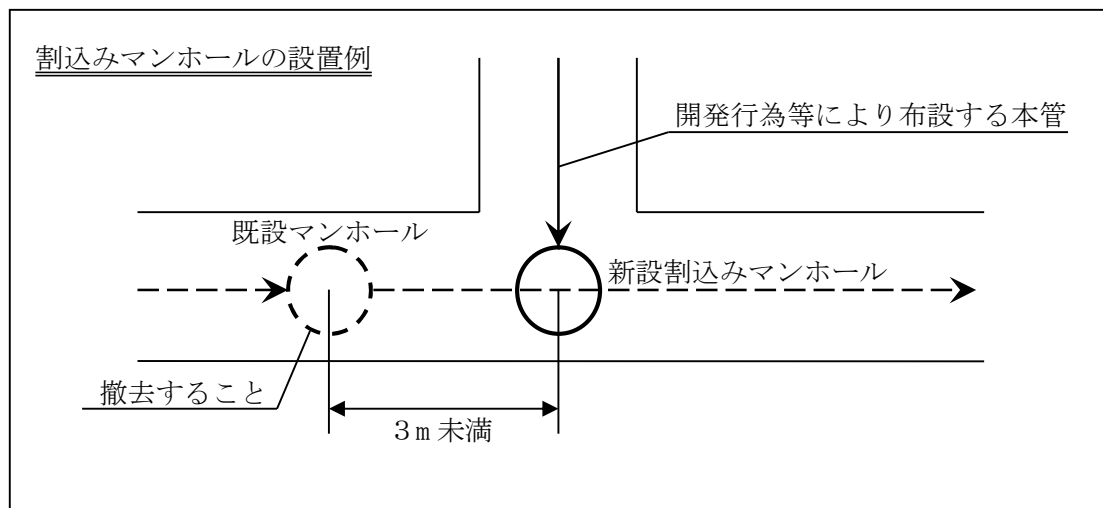 割込みマンホールの設置例
開発行為等により布設する本管
既設マンホール
新設割込みマンホール
撤去すること
３m 未満